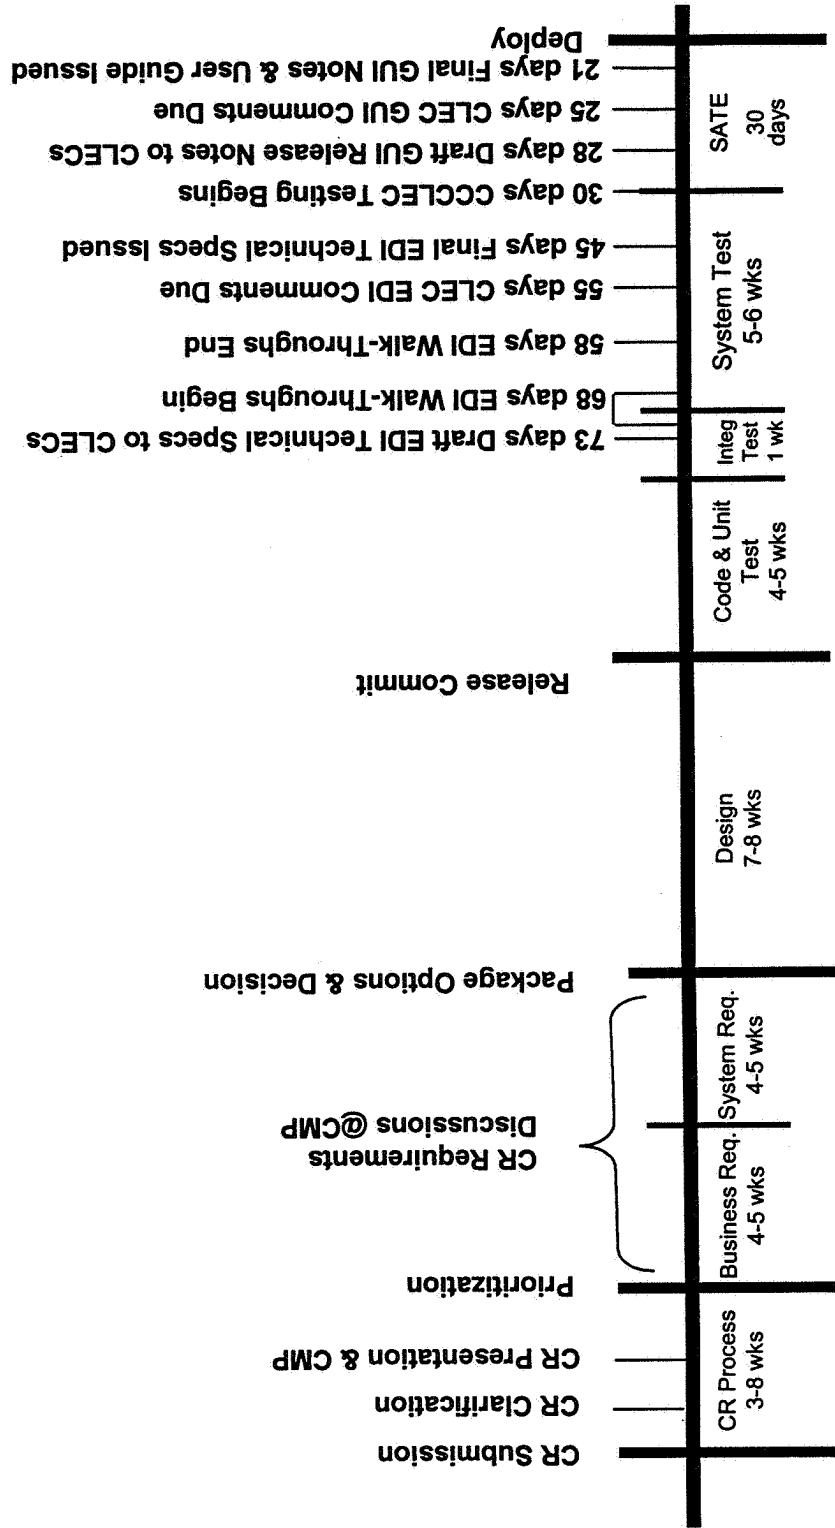 CR Submission
CR Clarification
CR Presentation & CMP
Prioritization
CR Requirements
Discussions @CMP
Package Options & Decision
Release Commit
73 days Draft EDI Technical Specs to CLECs
68 days EDI Walk-Throughs Begin
58 days EDI Walk-Throughs End
55 days CLEC EDI Comments Due
45 days Final EDI Technical Specs Issued
30 days CCCLEC Testing Begins
28 days Draft GUI Release Notes to CLECs
25 days CLEC GUI Comments Due
21 days Final GUI Notes & User Guide Issued
Deploy
CR Process
3-8 wks
Business Req.
4-5 wks
System Req.
4-5 wks
Design
7-8 wks
Code & Unit
Test
4-5 wks
Integ
Test
1 wk
System Test
5-6 wks
SATE
30
days